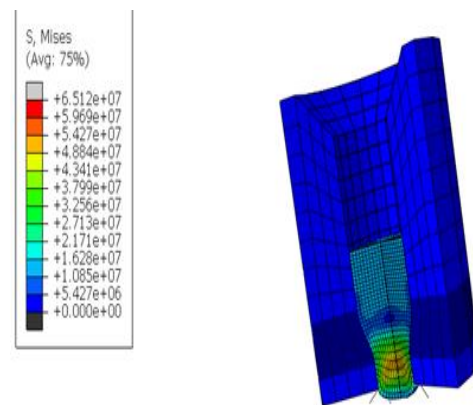 S, Mises
(Avg: 75%)
+6.512e+07
+5.969e+07
+5.427e+07
+4.884e+07
+4.341e+07
+3.799e+07
+3.256e+07
+2.713e+07
+2.171e+07
+1.628e+07
+1.085e+07
+5.427e+06
+0.000e+00